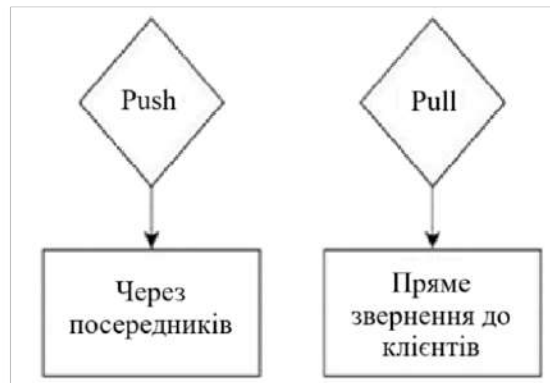 Push
Pull
Через
посередників
Пряме
звернення до
клієнтів